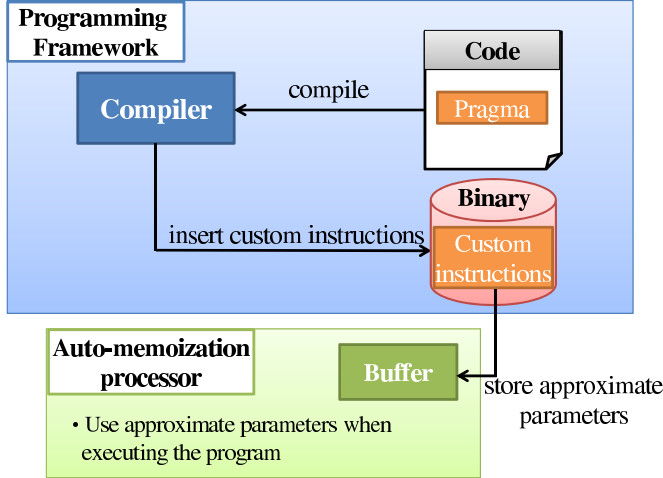 Programming
Framework
Code
Compiler
compile
Pragma
Binary
insert custom instructions
Custom
instructions
Auto-memoization
processor
Buffer
store approximate
parameters
・Use approximate parameters when
executing the program